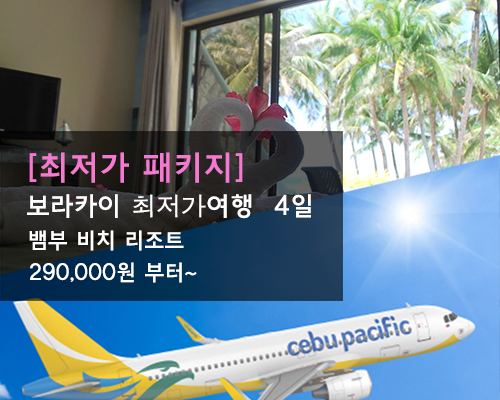 [최저가 패키지]
보라카이 최저가여행 4일
뱀부 비치 리조트
290,000원 부터~
cebu pacific